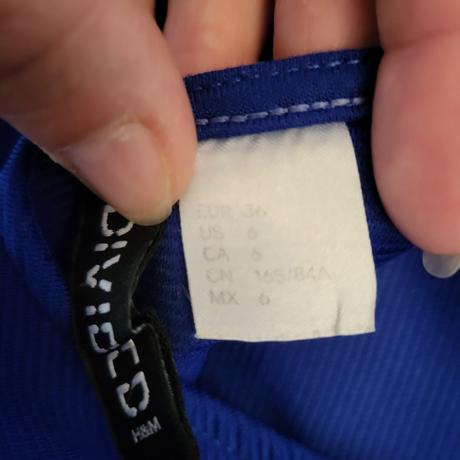 EUR 36
US 6
CA 6
CN 165/84A
MX 6
DIVIDED
H&M